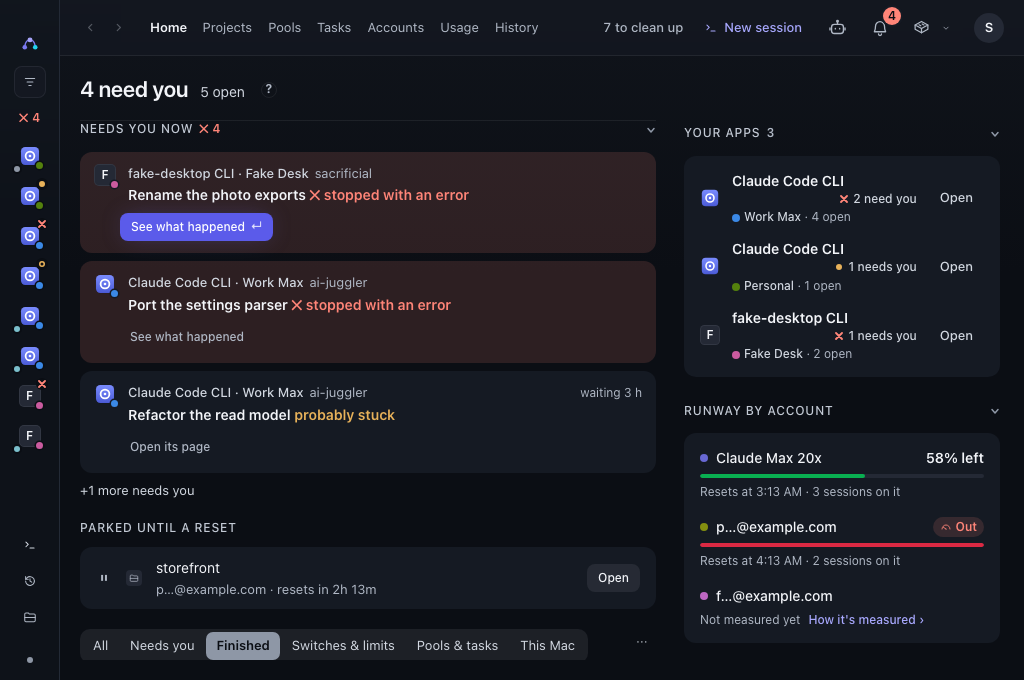 Home Projects Pools Tasks Accounts Usage History 7 to clean up New session 4 S
4 need you 5 open ?
4
NEEDS YOU NOW 4
F fake-desktop CLI · Fake Desk sacrificial
Rename the photo exports stopped with an error
See what happened
Claude Code CLI · Work Max ai-juggler
Port the settings parser stopped with an error
See what happened
Claude Code CLI · Work Max ai-juggler waiting 3 h
Refactor the read model probably stuck
Open its page
+1 more needs you
PARKED UNTIL A RESET
storefront
p...@example.com · resets in 2h 13m
Open
All Needs you Finished Switches & limits Pools & tasks This Mac ...
YOUR APPS 3
Claude Code CLI
2 need you
Work Max · 4 open
Open
Claude Code CLI
1 needs you
Personal · 1 open
Open
F fake-desktop CLI
1 needs you
Fake Desk · 2 open
Open
RUNWAY BY ACCOUNT
Claude Max 20x 58% left
Resets at 3:13 AM · 3 sessions on it
p...@example.com Out
Resets at 4:13 AM · 2 sessions on it
f...@example.com
Not measured yet How it's measured ›
F
F